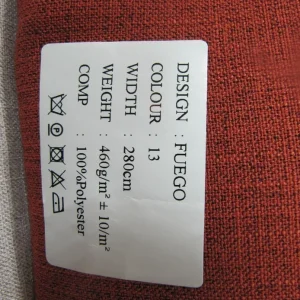 DESIGN : FUEGO
COLOUR : 13
WIDTH : 280cm
WEIGHT : 460g/m² ± 10/m²
COMP : 100%Polyester